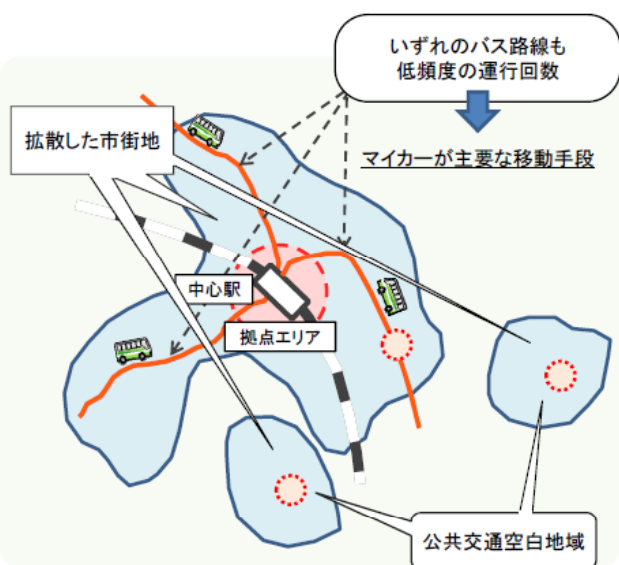 いずれのバス路線も
低頻度の運行回数
マイカーが主要な移動手段
拡散した市街地
中心駅
拠点エリア
公共交通空白地域